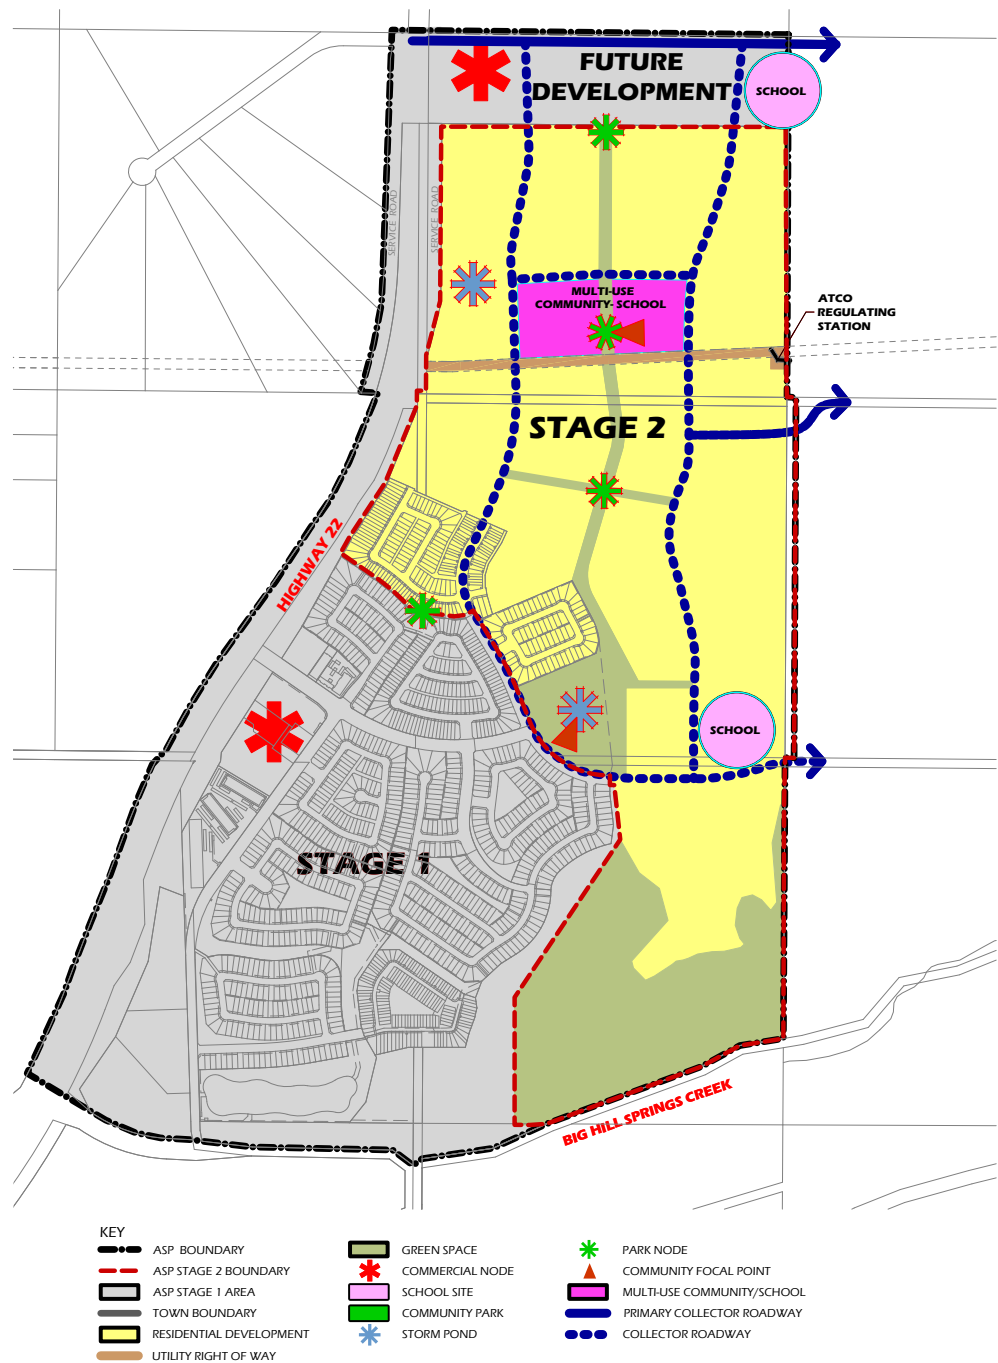 FUTURE
DEVELOPMENT
SCHOOL
SERVICE ROAD
SERVICE ROAD
MULTI-USE
COMMUNITY- SCHOOL
ATCO
REGULATING
STATION
STAGE 2
HIGHWAY 22
SCHOOL
STAGE 1
BIG HILL SPRINGS CREEK
KEY
ASP BOUNDARY
ASP STAGE 2 BOUNDARY
ASP STAGE 1 AREA
TOWN BOUNDARY
RESIDENTIAL DEVELOPMENT
UTILITY RIGHT OF WAY
GREEN SPACE
COMMERCIAL NODE
SCHOOL SITE
COMMUNITY PARK
STORM POND
PARK NODE
COMMUNITY FOCAL POINT
MULTI-USE COMMUNITY/SCHOOL
PRIMARY COLLECTOR ROADWAY
COLLECTOR ROADWAY